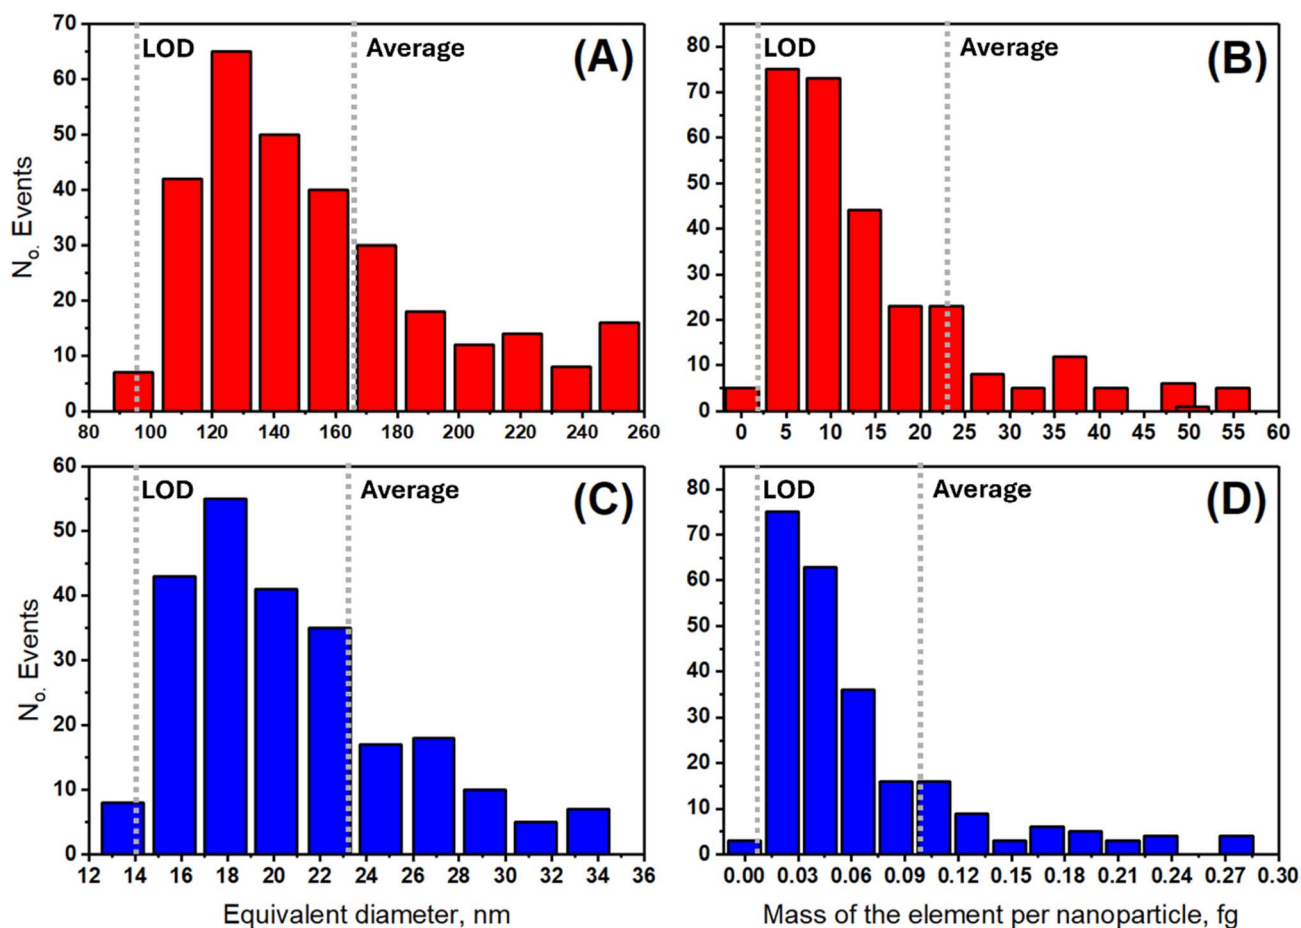 LOD Average (A)
70
60
50
40
30
20
10
0
80 100 120 140 160 180 200 220 240 260
No. Events
LOD Average (B)
80
70
60
50
40
30
20
10
0
0 5 10 15 20 25 30 35 40 45 50 55 60
LOD Average (C)
60
50
40
30
20
10
0
12 14 16 18 20 22 24 26 28 30 32 34 36
No. Events
Equivalent diameter, nm
LOD Average (D)
80
70
60
50
40
30
20
10
0
0.00 0.03 0.06 0.09 0.12 0.15 0.18 0.21 0.24 0.27 0.30
Mass of the element per nanoparticle, fg